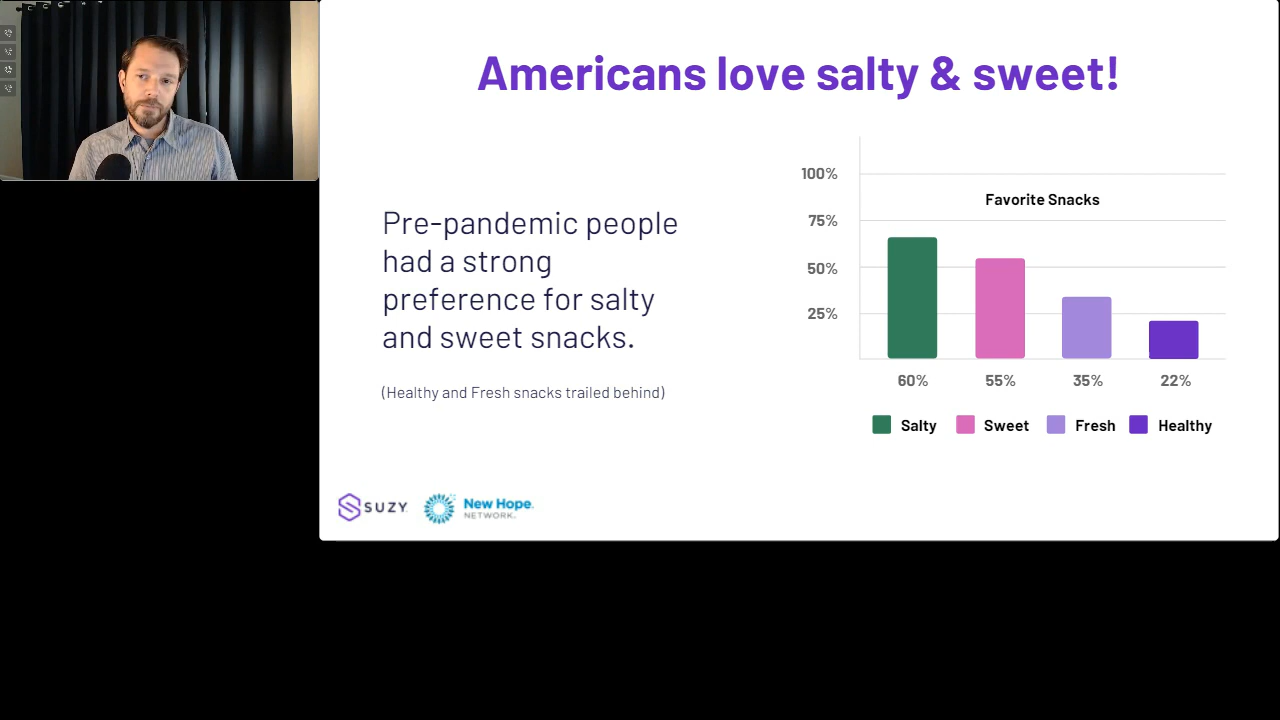 Americans love salty & sweet!
Pre-pandemic people
had a strong
preference for salty
and sweet snacks.
(Healthy and Fresh snacks trailed behind)
Favorite Snacks
100%
75%
50%
25%
60% 55% 35% 22%
Salty Sweet Fresh Healthy
SUZY
New Hope
NETWORK